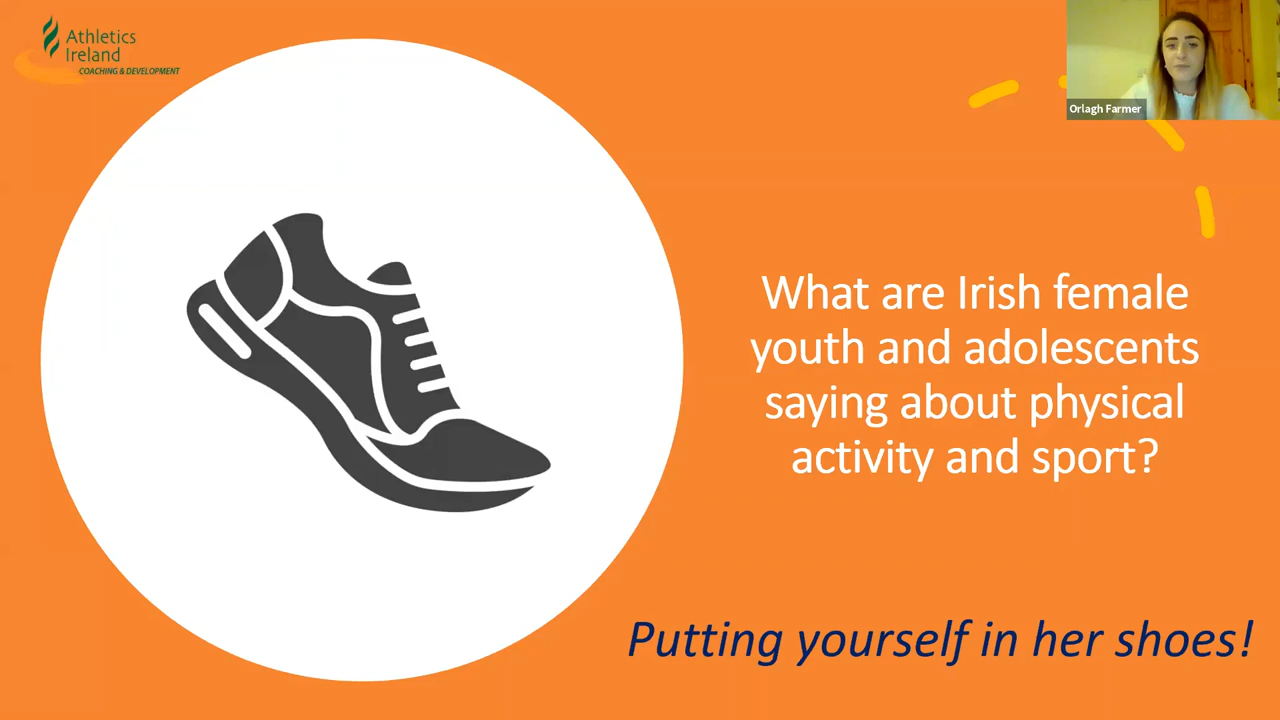 Athletics
Ireland
COACHING & DEVELOPMENT
Orlagh Farmer
What are Irish female
youth and adolescents
saying about physical
activity and sport?
Putting yourself in her shoes!